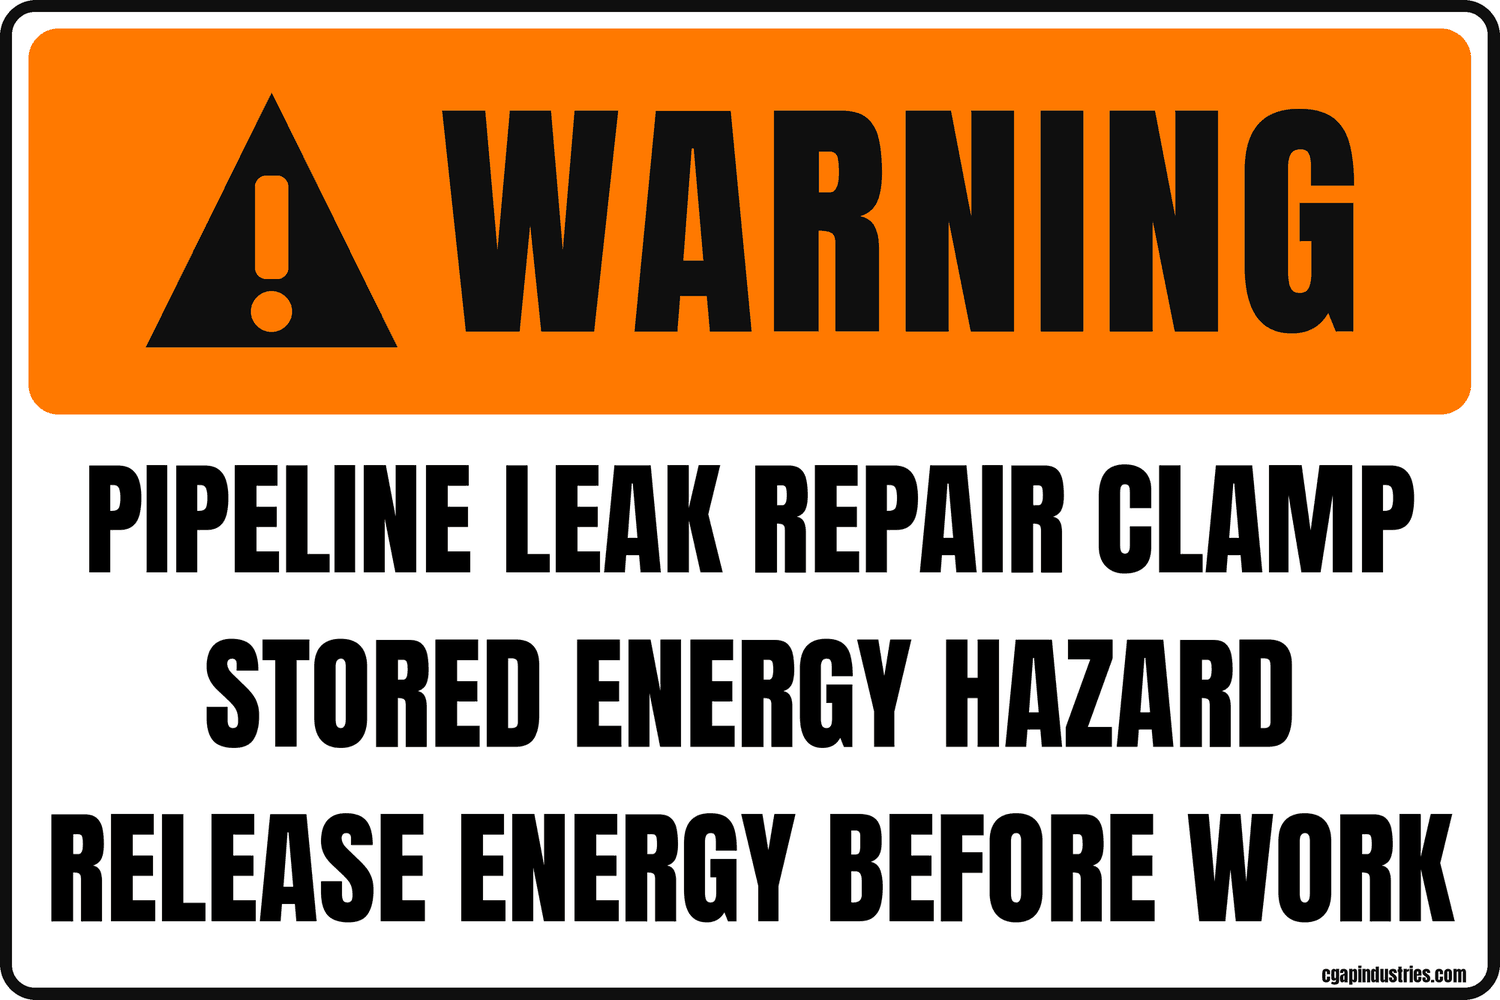 WARNING
PIPELINE LEAK REPAIR CLAMP
STORED ENERGY HAZARD
RELEASE ENERGY BEFORE WORK
cgapindustries.com